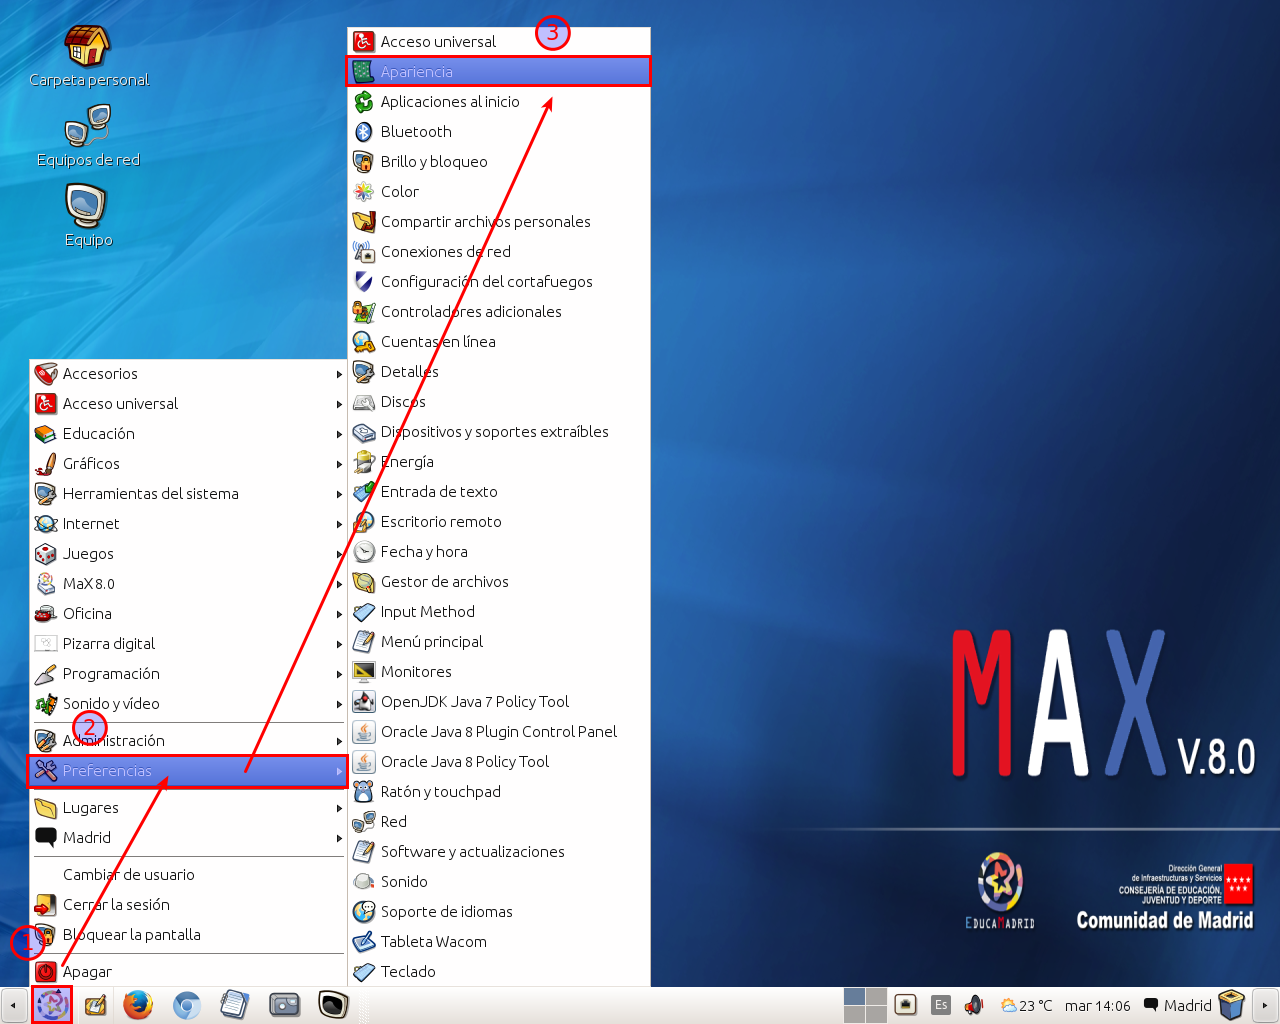 Carpeta personal
Equipos de red
Equipo
3
Acceso universal
Apariencia
Aplicaciones al inicio
Bluetooth
Brillo y bloqueo
Color
Compartir archivos personales
Conexiones de red
Configuración del cortafuegos
Controladores adicionales
Cuentas en línea
Detalles
Discos
Dispositivos y soportes extraíbles
Energía
Entrada de texto
Escritorio remoto
Fecha y hora
Gestor de archivos
Input Method
Menú principal
Monitores
OpenJDK Java 7 Policy Tool
Oracle Java 8 Plugin Control Panel
Oracle Java 8 Policy Tool
Ratón y touchpad
Red
Software y actualizaciones
Sonido
Soporte de idiomas
Tableta Wacom
Teclado
Accesorios
Acceso universal
Educación
Gráficos
Herramientas del sistema
Internet
Juegos
MaX 8.0
Oficina
Pizarra digital
Programación
Sonido y vídeo
2
Administración
Preferencias
Lugares
Madrid
Cambiar de usuario
Cerrar la sesión
1
Bloquear la pantalla
Apagar
MAX
V.8.0
EDUCAMADRID
Dirección General
de Infraestructuras y Servicios
CONSEJERÍA DE EDUCACIÓN,
JUVENTUD Y DEPORTE
Comunidad de Madrid
Es
23 °C
mar 14:06
Madrid